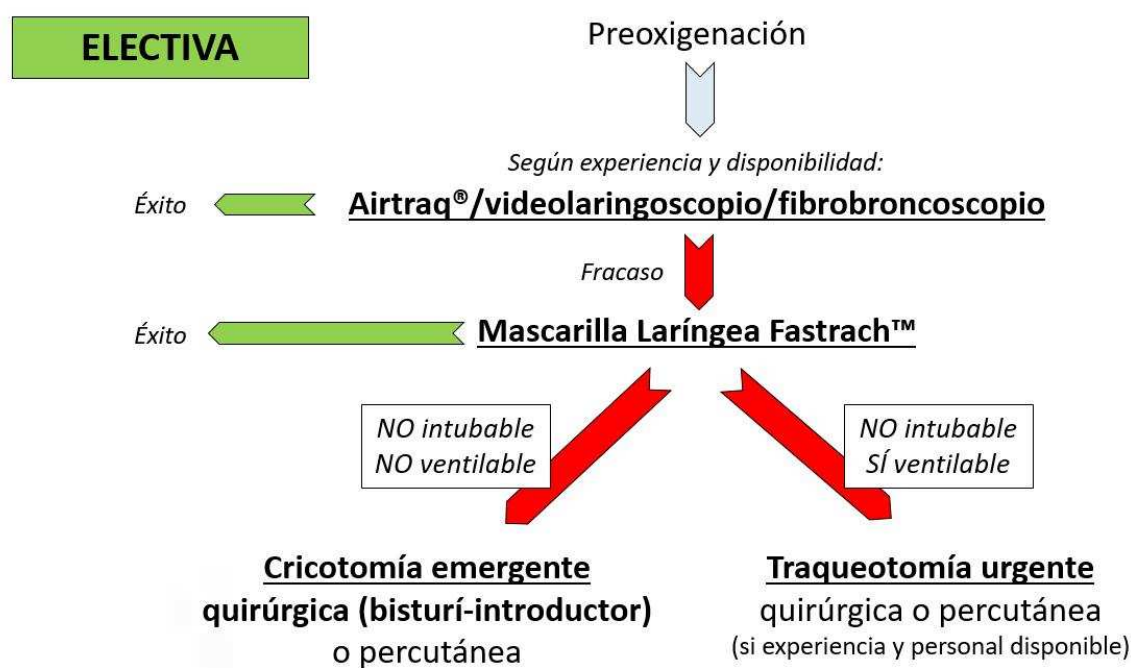 ELECTIVA
Preoxigenación
Según experiencia y disponibilidad:
Éxito
Airtraq®/videolaringoscopio/fibrobroncoscopio
Fracaso
Éxito
Mascarilla Laríngea Fastrach™
NO intubable
NO ventilable
NO intubable
SÍ ventilable
Cricotomía emergente
quirúrgica (bisturí-introductor)
o percutánea
Traqueotomía urgente
quirúrgica o percutánea
(si experiencia y personal disponible)